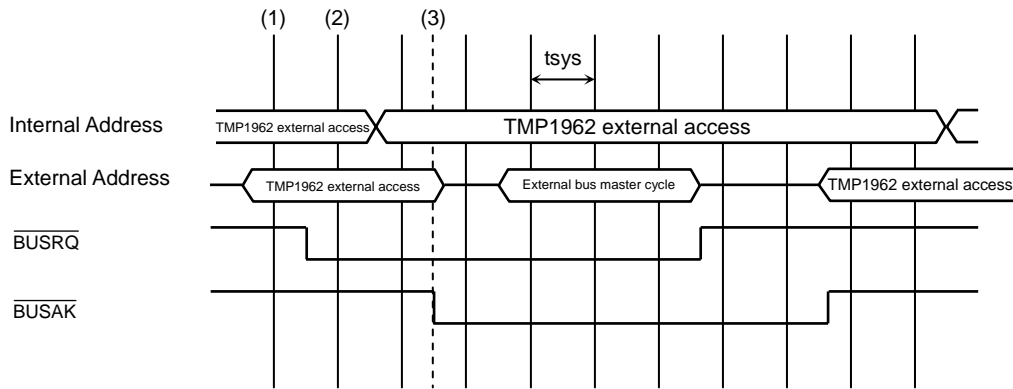 (1) (2) (3)
tsys
Internal Address TMP1962 external access TMP1962 external access
External Address TMP1962 external access External bus master cycle TMP1962 external access
BUSRQ
BUSAK